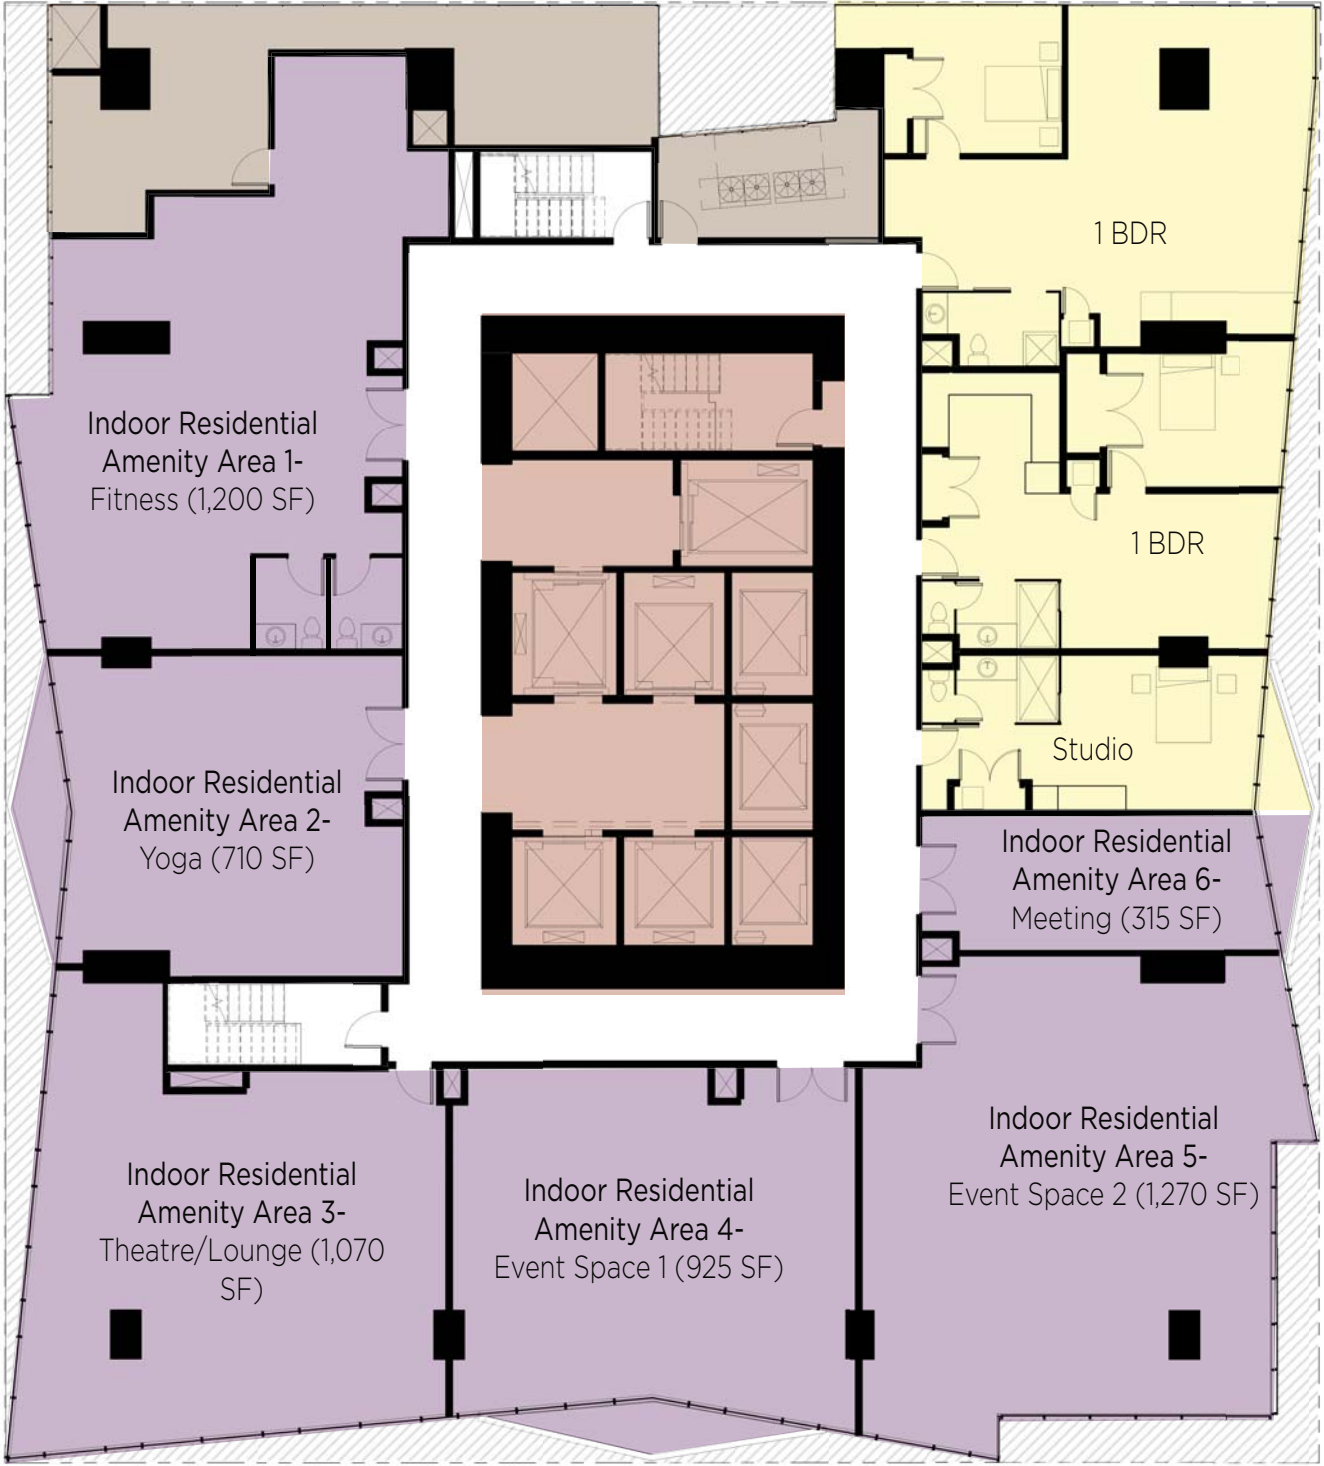 1 BDR
Indoor Residential
Amenity Area 1-
Fitness (1,200 SF)
1 BDR
Indoor Residential
Amenity Area 2-
Yoga (710 SF)
Studio
Indoor Residential
Amenity Area 6-
Meeting (315 SF)
Indoor Residential
Amenity Area 3-
Theatre/Lounge (1,070
SF)
Indoor Residential
Amenity Area 4-
Event Space 1 (925 SF)
Indoor Residential
Amenity Area 5-
Event Space 2 (1,270 SF)